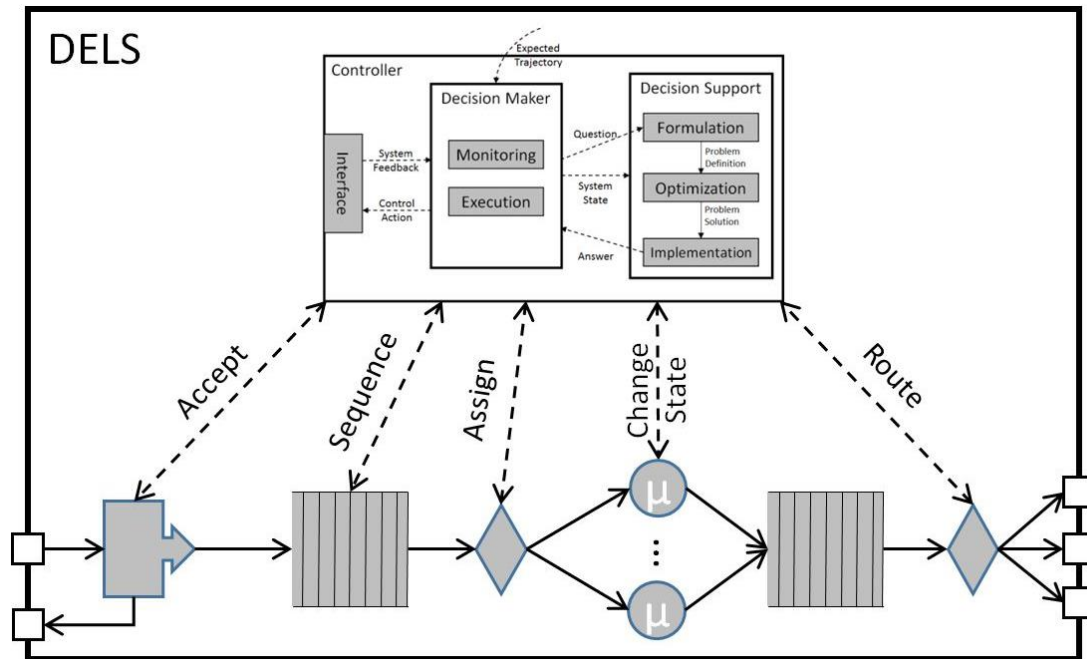 DELS
Expected
Trajectory
Controller
Decision Maker
Decision Support
Interface
System
Feedback
Control
Action
Monitoring
Execution
Question
System
State
Answer
Formulation
Problem
Definition
Optimization
Problem
Solution
Implementation
Accept
Sequence
Assign
Change
State
Route
μ
...
μ